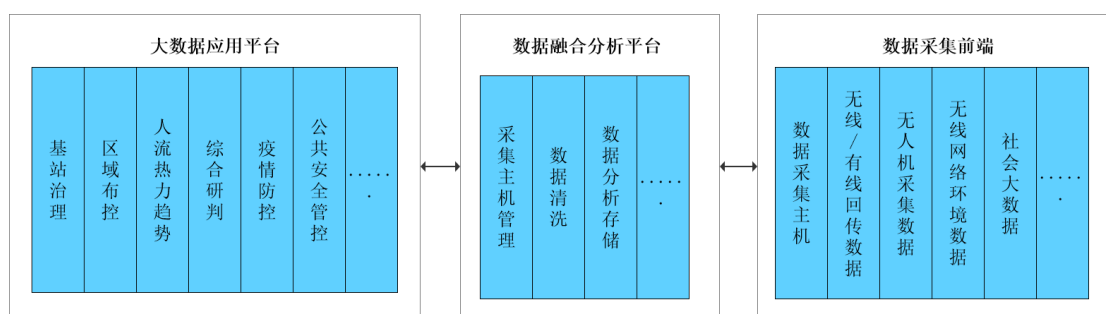 大数据应用平台
基站治理
区域布控
人流热力趋势
综合研判
疫情防控
公共安全管控
......
数据融合分析平台
采集主机管理
数据清洗
数据分析存储
......
数据采集前端
数据采集主机
无线/有线回传数据
无人机采集数据
无线网络环境数据
社会大数据
......